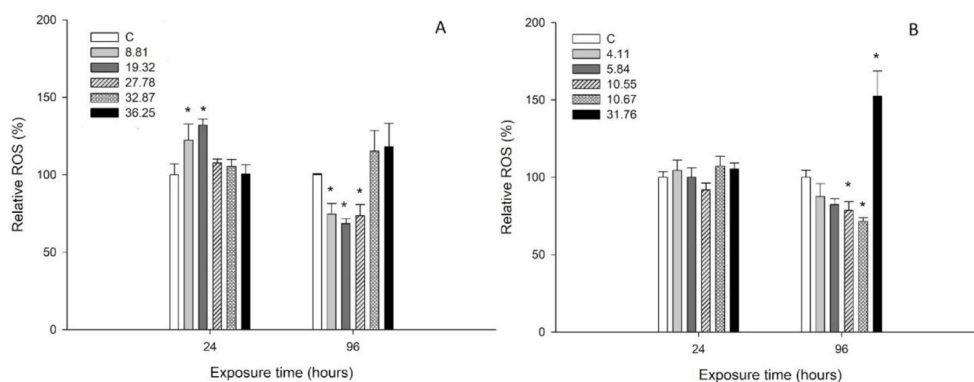 A
200
150
100
50
0
Relative ROS (%)
C
8.81
19.32
27.78
32.87
36.25
* *
* * *
24 96
Exposure time (hours)
B
200
150
100
50
0
Relative ROS (%)
C
4.11
5.84
10.55
10.67
31.76
*
* *
24 96
Exposure time (hours)